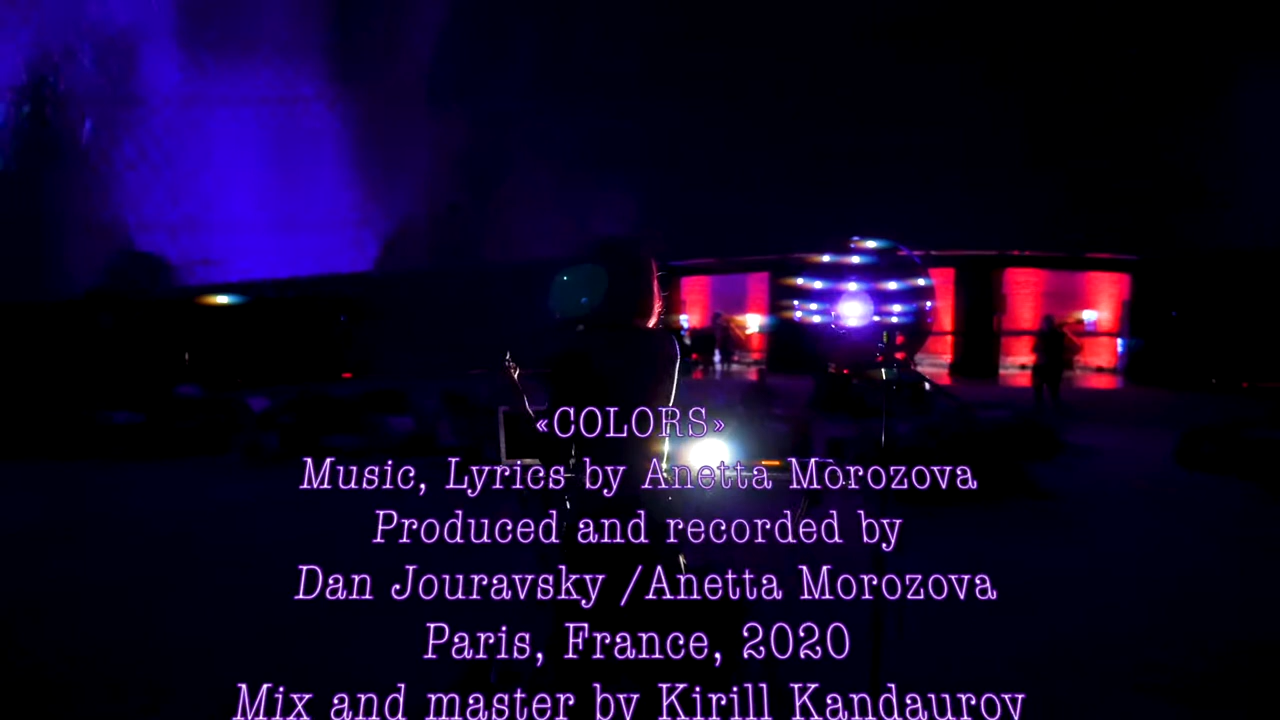 «COLORS»
Music, Lyrics by Anetta Morozova
Produced and recorded by
Dan Jouravsky /Anetta Morozova
Paris, France, 2020
Mix and master by Kirill Kandaurov